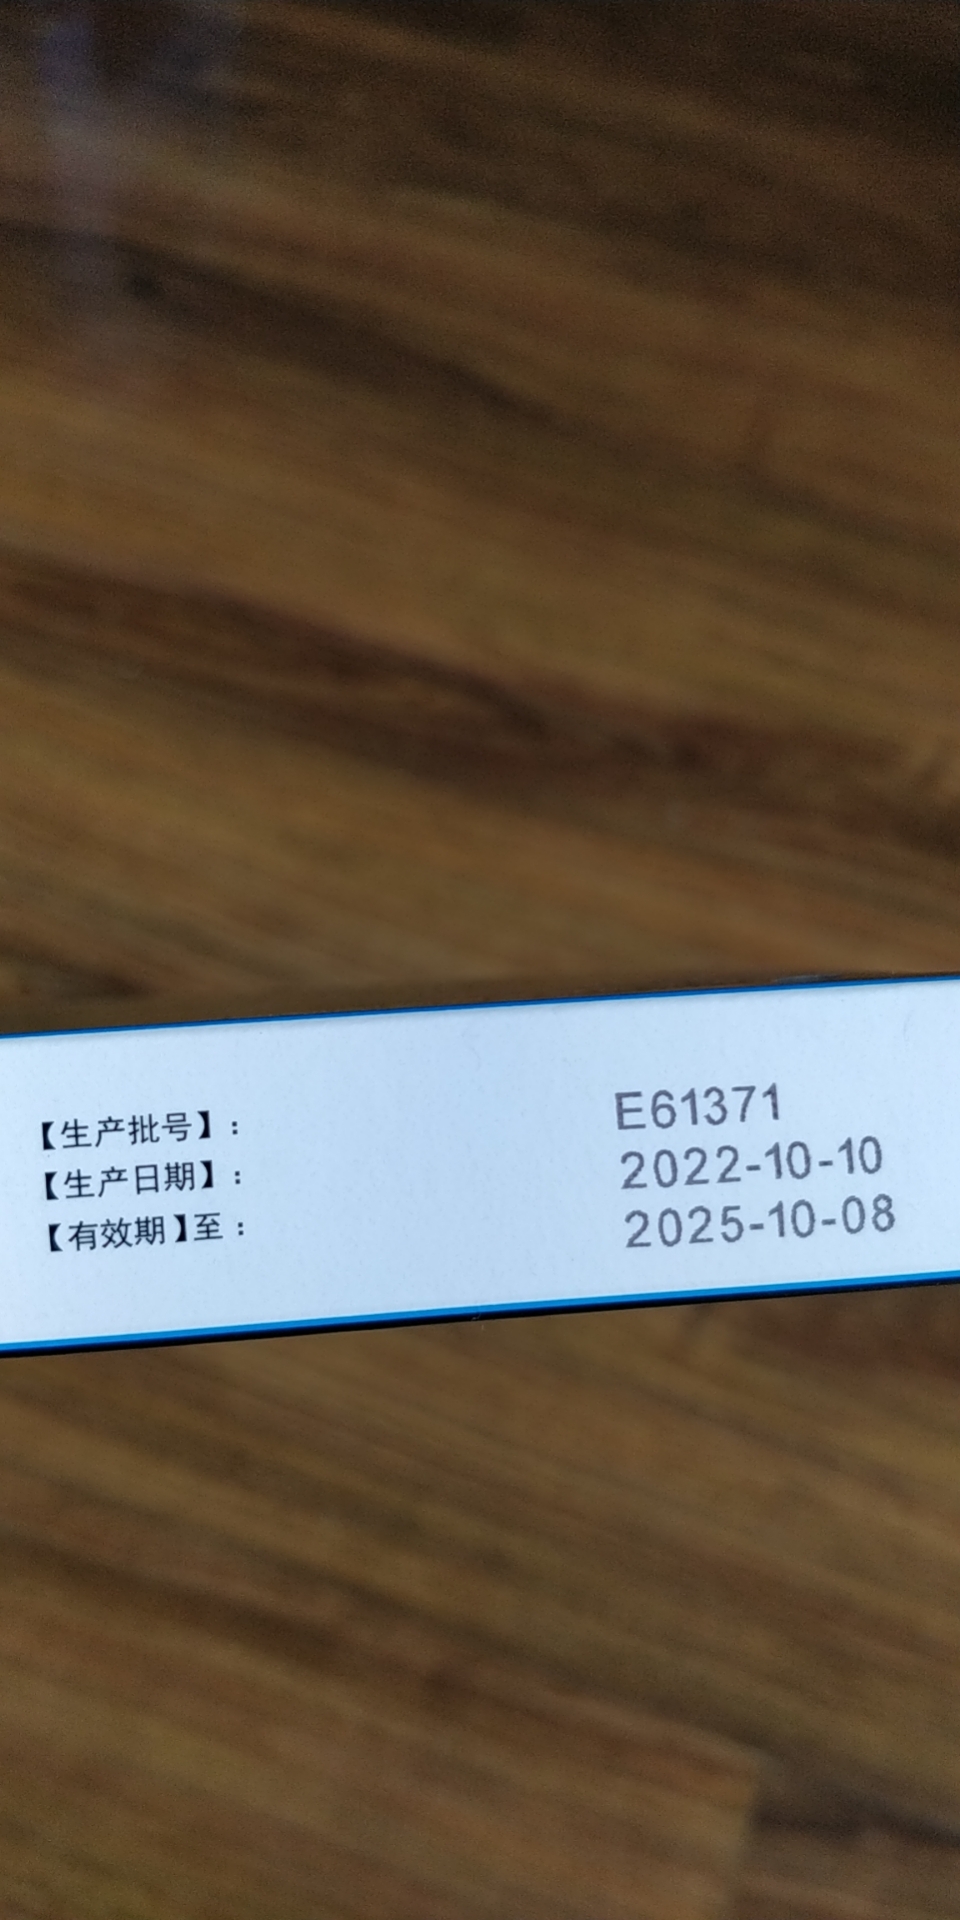 【生产批号】： E61371
【生产日期】： 2022-10-10
【有效期】至： 2025-10-08